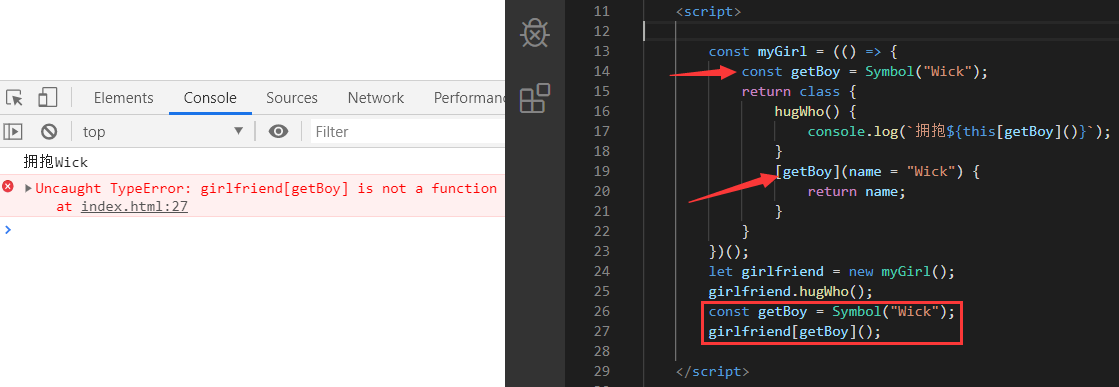 Elements Console Sources Network Performanc
top Filter
拥抱Wick
Uncaught TypeError: girlfriend[getBoy] is not a function
at index.html:27
11 <script>
12
13 const myGirl = (() => {
14 const getBoy = Symbol("Wick");
15 return class {
16 hugWho() {
17 console.log(`拥抱${this[getBoy]()}`);
18 }
19 [getBoy](name = "Wick") {
20 return name;
21 }
22 }
23 })();
24 let girlfriend = new myGirl();
25 girlfriend.hugWho();
26 const getBoy = Symbol("Wick");
27 girlfriend[getBoy]();
28
29 </script>